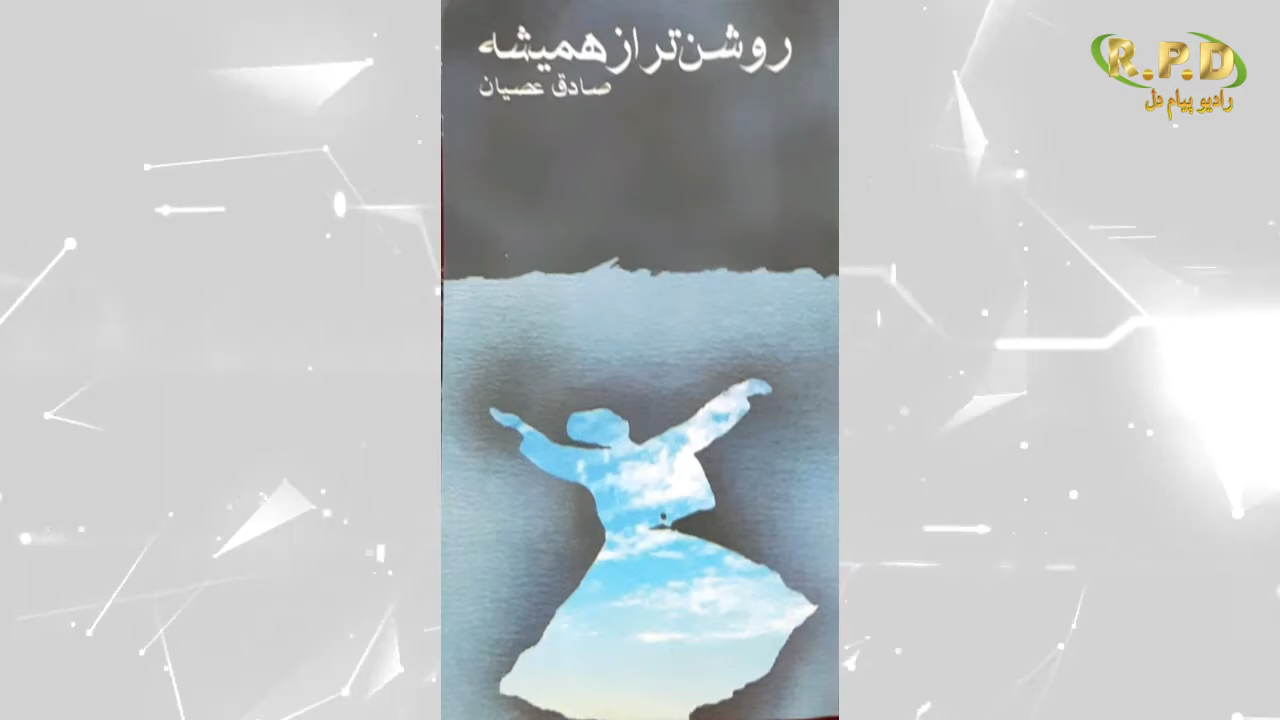 روشن‌تر از همیشه
صادق عصیان
R.P.D
رادیو پیام دل